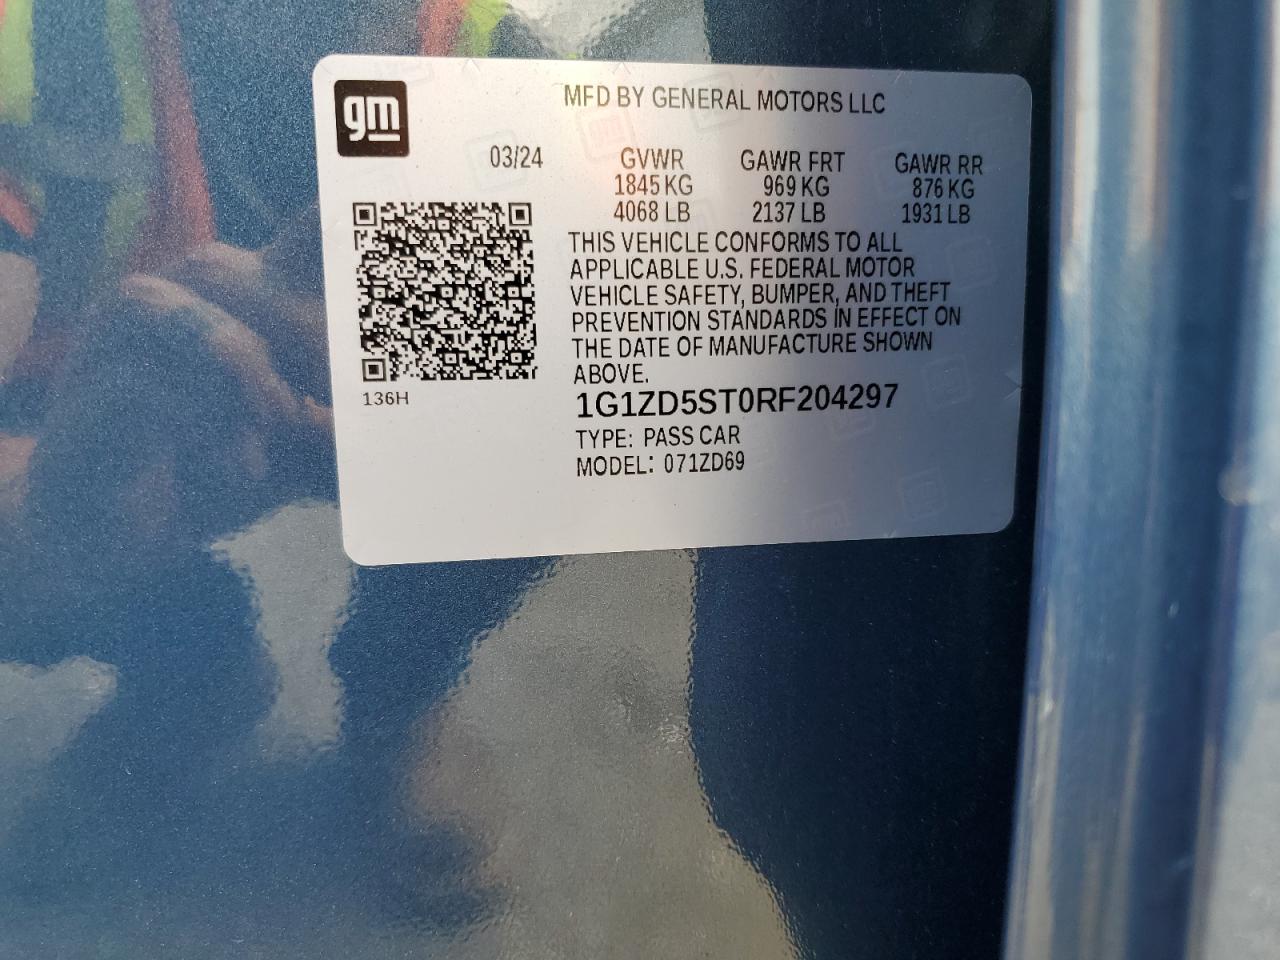 gm
MFD BY GENERAL MOTORS LLC
03/24 GVWR GAWR FRT GAWR RR
1845 KG 969 KG 876 KG
4068 LB 2137 LB 1931 LB
THIS VEHICLE CONFORMS TO ALL
APPLICABLE U.S. FEDERAL MOTOR
VEHICLE SAFETY, BUMPER, AND THEFT
PREVENTION STANDARDS IN EFFECT ON
THE DATE OF MANUFACTURE SHOWN
ABOVE.
136H
1G1ZD5ST0RF204297
TYPE: PASS CAR
MODEL: 071ZD69